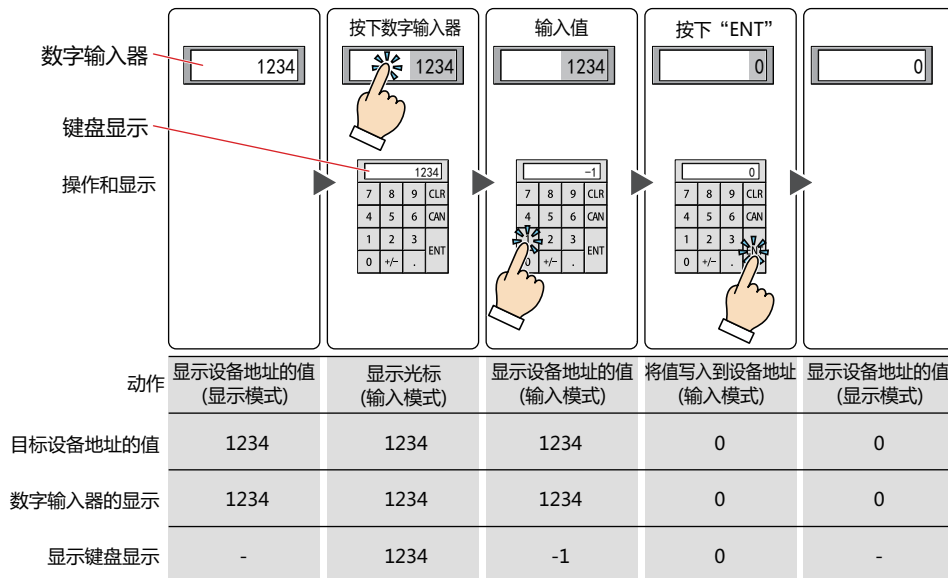 按下数字输入器
输入值
按下“ENT”
数字输入器
1234
1234
1234
0
0
键盘显示
操作和显示
1234
7 8 9 CLR
4 5 6 CAN
1 2 3
ENT
0 +/- .
-1
7 8 9 CLR
4 5 6 CAN
1 2 3
ENT
0 +/- .
0
7 8 9 CLR
4 5 6 CAN
1 2 3
0 +/- .
动作
显示设备地址的值
(显示模式)
显示光标
(输入模式)
显示设备地址的值
(输入模式)
将值写入到设备地址
(输入模式)
显示设备地址的值
(显示模式)
目标设备地址的值 1234 1234 1234 0 0
数字输入器的显示 1234 1234 1234 0 0
显示键盘显示 - 1234 -1 0 -